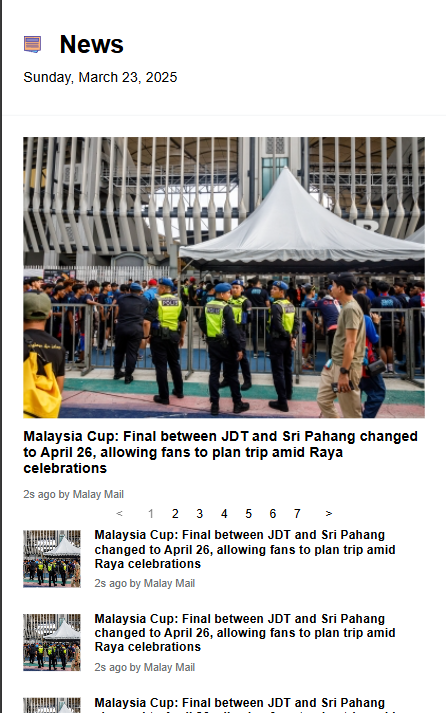 News
Sunday, March 23, 2025
Malaysia Cup: Final between JDT and Sri Pahang changed
to April 26, allowing fans to plan trip amid Raya
celebrations
2s ago by Malay Mail
< 1 2 3 4 5 6 7 >
Malaysia Cup: Final between JDT and Sri Pahang
changed to April 26, allowing fans to plan trip amid
Raya celebrations
2s ago by Malay Mail
Malaysia Cup: Final between JDT and Sri Pahang
changed to April 26, allowing fans to plan trip amid
Raya celebrations
2s ago by Malay Mail
Malaysia Cup: Final between JDT and Sri Pahang